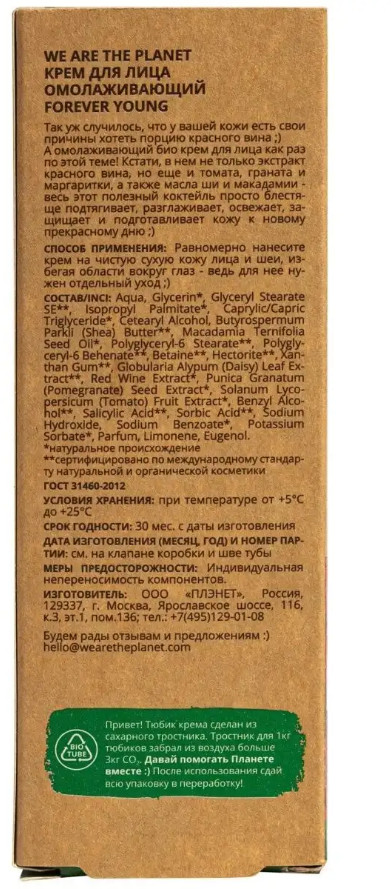 WE ARE THE PLANET
КРЕМ ДЛЯ ЛИЦА
ОМОЛАЖИВАЮЩИЙ
FOREVER YOUNG
Так уж случилось, что у вашей кожи есть свои
причины хотеть порцию красного вина ;)
А омолаживающий био крем для лица как раз
по этой теме! Кстати, в нем не только экстракт
красного вина, но еще и томата, граната и
маргаритки, а также масла ши и макадамии -
весь этот полезный коктейль просто блестя-
ще подтягивает, разглаживает, освежает, за-
щищает и подготавливает кожу к новому
прекрасному дню ;)
СПОСОБ ПРИМЕНЕНИЯ: Равномерно нанесите
крем на чистую сухую кожу лица и шеи, из-
бегая области вокруг глаз - ведь для нее ну-
жен отдельный уход ;)
СОСТАВ/INCI: Aqua, Glycerin*, Glyceryl Stearate
SE**, Isopropyl Palmitate*, Caprylic/Capric
Triglyceride*, Cetearyl Alcohol, Butyrospermum
Parkii (Shea) Butter**, Macadamia Ternifolia
Seed Oil*, Polyglyceryl-6 Stearate**, Polygly-
ceryl-6 Behenate**, Betaine**, Hectorite**, Xan-
than Gum**, Globularia Alypum (Daisy) Leaf Ex-
tract**, Red Wine Extract*, Punica Granatum
(Pomegranate) Seed Extract*, Solanum Lyco-
persicum (Tomato) Fruit Extract*, Benzyl Alco-
hol**, Salicylic Acid**, Sorbic Acid**, Sodium
Hydroxide, Sodium Benzoate*, Potassium
Sorbate*, Parfum, Limonene, Eugenol.
*натуральное происхождение
**сертифицировано по международному стандар-
ту натуральной и органической косметики
ГОСТ 31460-2012
УСЛОВИЯ ХРАНЕНИЯ: при температуре от +5°C
до +25°C
СРОК ГОДНОСТИ: 30 мес. с даты изготовления
ДАТА ИЗГОТОВЛЕНИЯ (МЕСЯЦ, ГОД) И НОМЕР ПАР-
ТИИ: см. на клапане коробки и шве тубы
МЕРЫ ПРЕДОСТОРОЖНОСТИ: Индивидуальная
непереносимость компонентов.
ИЗГОТОВИТЕЛЬ: ООО «ПЛЭНЕТ», Россия,
129337, г. Москва, Ярославское шоссе, 116,
к.3, эт.1, пом.136; тел.: +7(495)129-01-08
Будем рады отзывам и предложениям :)
hello@wearetheplanet.com
BIO
TUBE
Привет! Тюбик крема сделан из
сахарного тростника. Тростник для 1кг
тюбиков забрал из воздуха больше
3кг CO₂. Давай помогать Планете
вместе :) После использования сдай
всю упаковку в переработку!